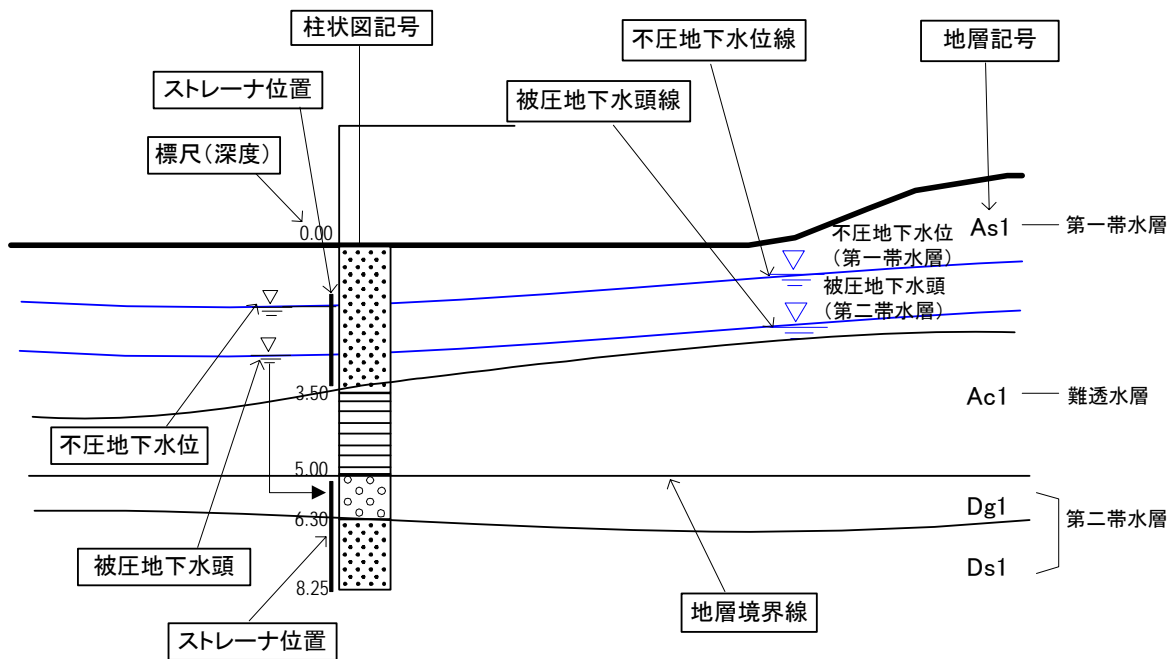 柱状図記号
不圧地下水位線
地層記号
ストレーナ位置
被圧地下水頭線
標尺(深度)
0.00
As1
第一帯水層
不圧地下水位
(第一帯水層)
被圧地下水頭
(第二帯水層)
3.50
Ac1
難透水層
不圧地下水位
5.00
Dg1
6.30
第二帯水層
被圧地下水頭
Ds1
8.25
地層境界線
ストレーナ位置